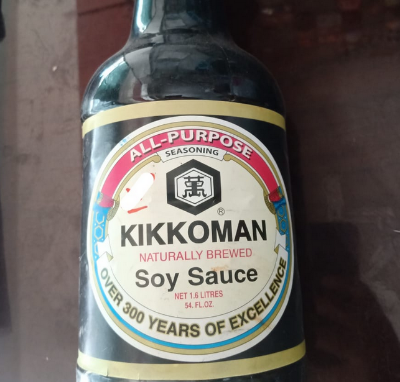 ALL-PURPOSE
SEASONING
萬
®
KIKKOMAN
NATURALLY BREWED
Soy Sauce
NET 1.6 LITRES
54. FL.OZ.
OVER 300 YEARS OF EXCELLENCE